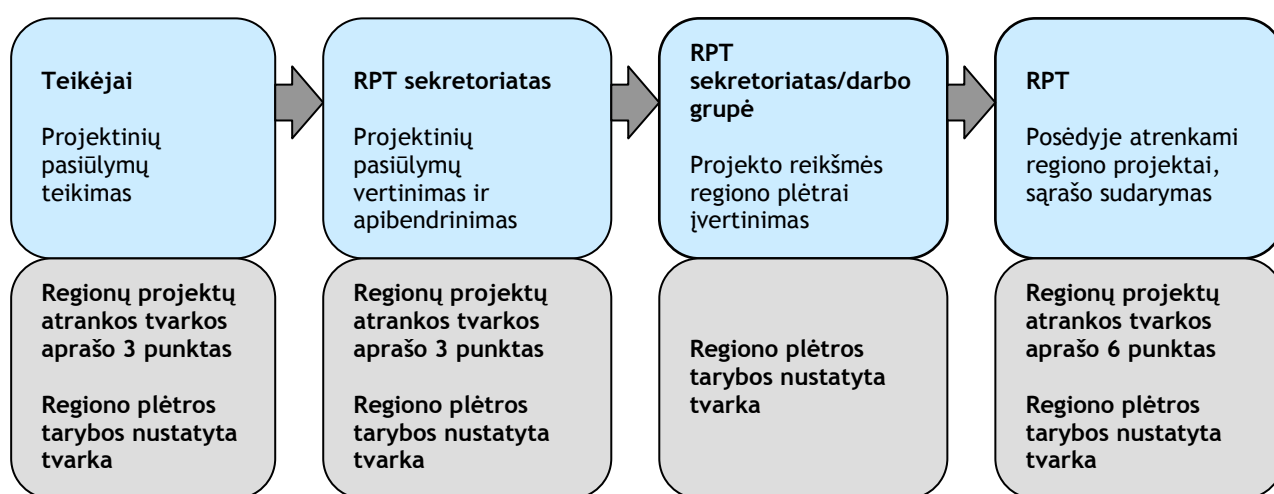 Teikėjai
Projektinių
pasiūlymų
teikimas
RPT sekretoriatas
Projektinių
pasiūlymų
vertinimas ir
apibendrinimas
RPT
sekretoriatas/darbo
grupė
Projekto reikšmės
regiono plėtrai
įvertinimas
RPT
Posėdyje atrenkami
regiono projektai,
sąrašo sudarymas
Regionų projektų
atrankos tvarkos
aprašo 3 punktas
Regiono plėtros
tarybos nustatyta
tvarka
Regionų projektų
atrankos tvarkos
aprašo 3 punktas
Regiono plėtros
tarybos nustatyta
tvarka
Regiono plėtros
tarybos nustatyta
tvarka
Regionų projektų
atrankos tvarkos
aprašo 6 punktas
Regiono plėtros
tarybos nustatyta
tvarka